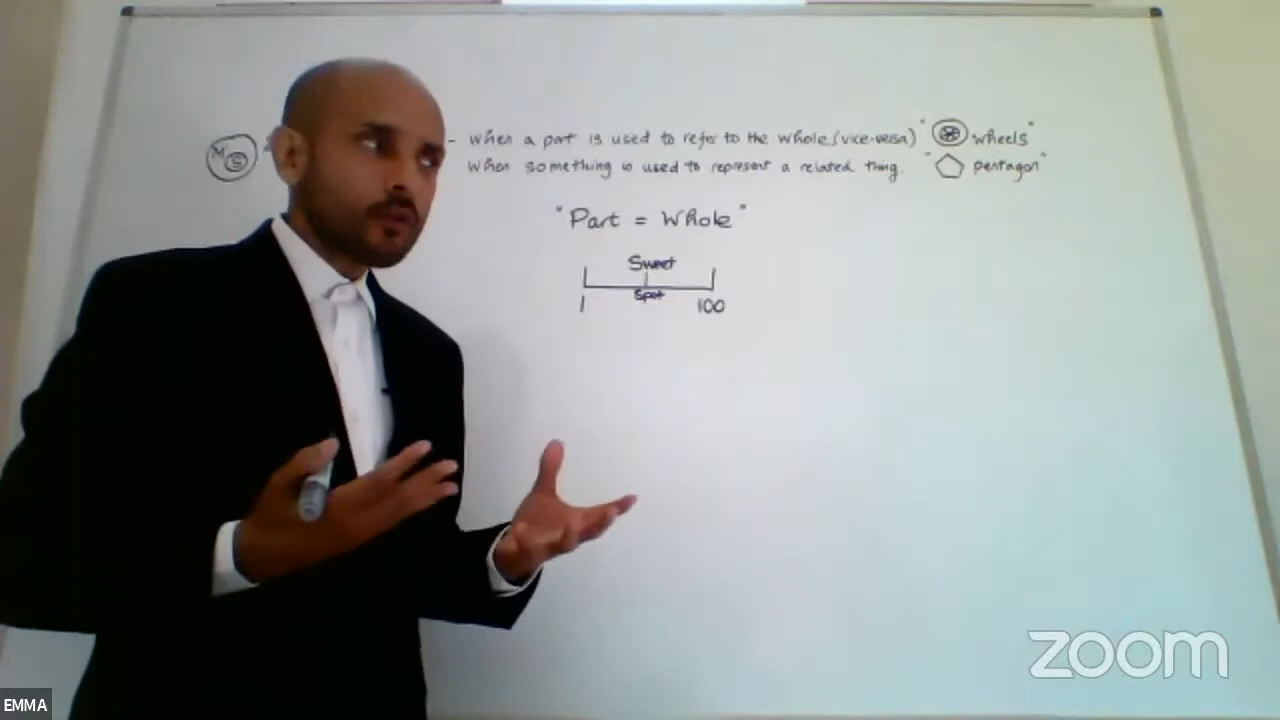 - When a part is used to refer to the whole (vice-versa) " wheels"
M S
When something is used to represent a related thing. " pentagon"
"Part = Whole"
Sweet
Spot
1 100
zoom
EMMA